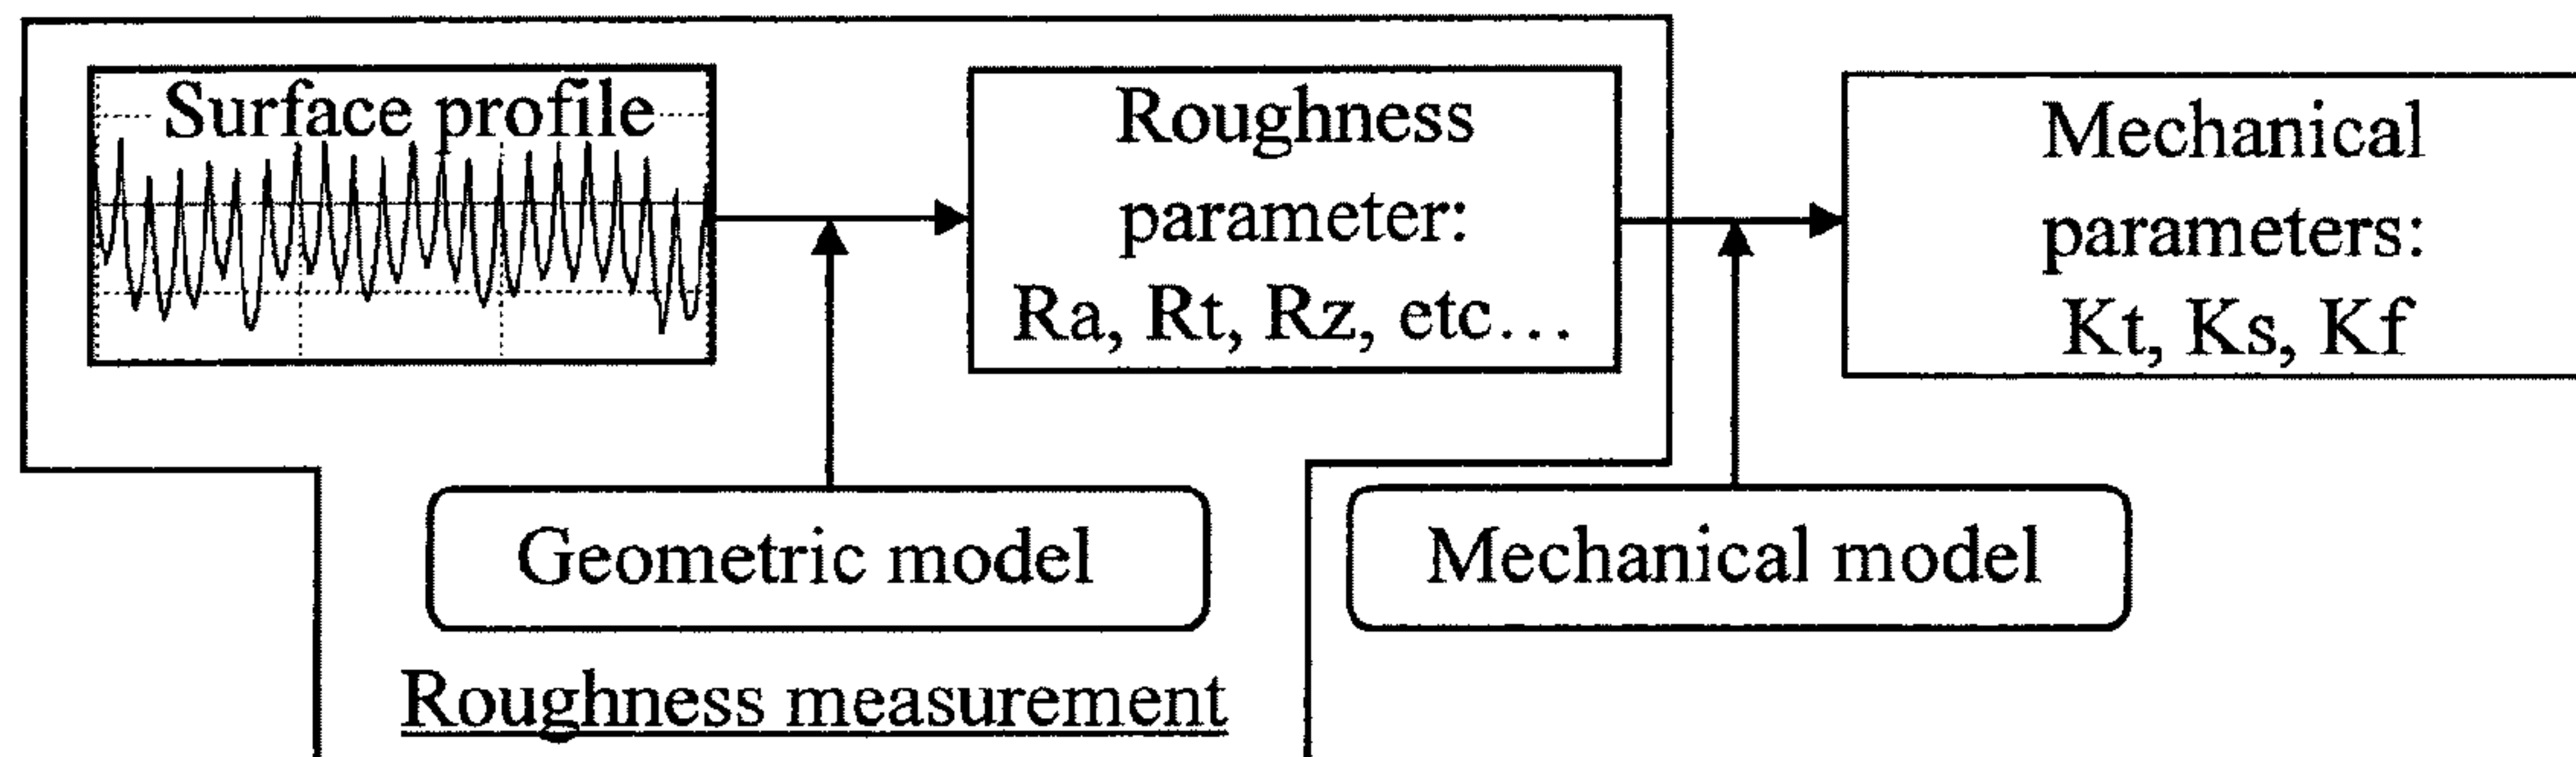 Surface profile
Roughness
parameter:
Ra, Rt, Rz, etc…
Mechanical
parameters:
Kt, Ks, Kf
Geometric model
Mechanical model
Roughness measurement